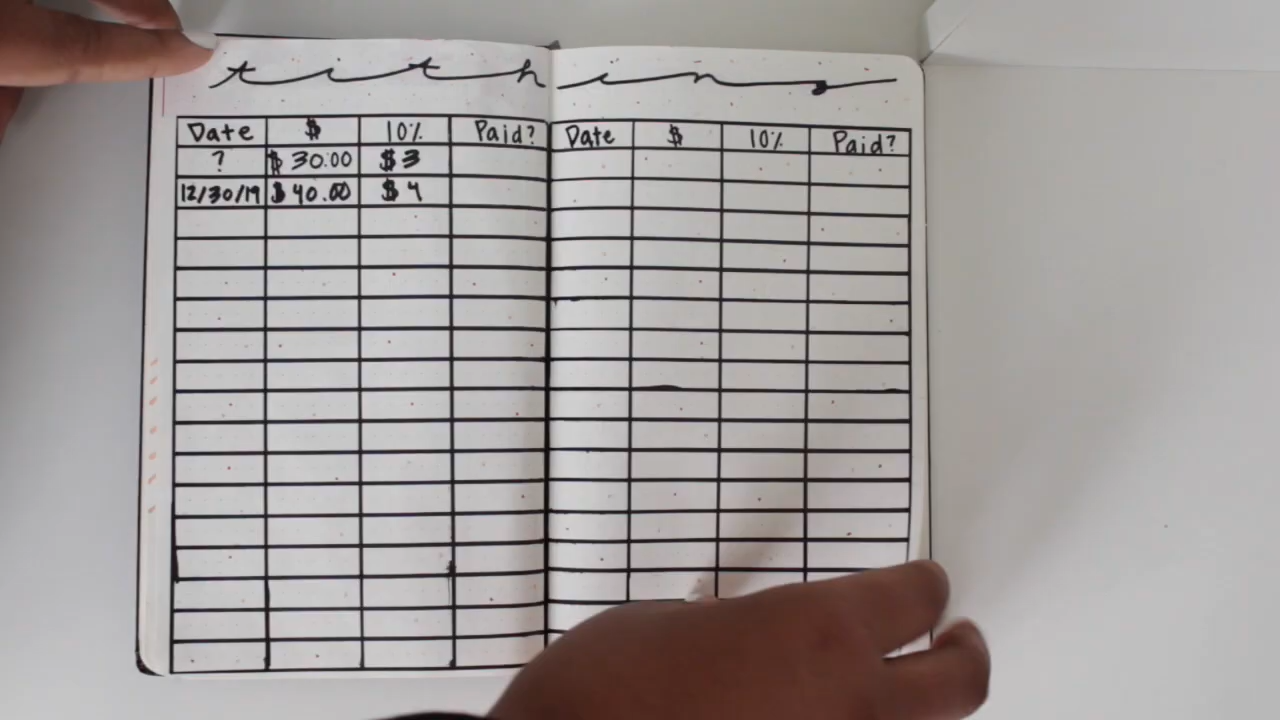 tithing
Date $ 10% Paid? Date $ 10% Paid?
? $30.00 $3
12/30/19 $40.00 $4